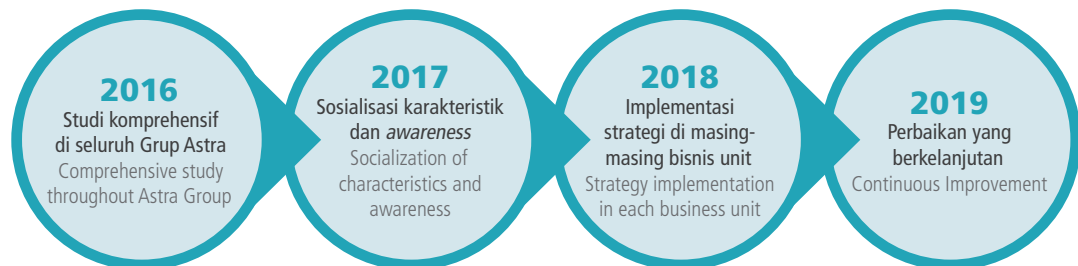 2016
Studi komprehensif
di seluruh Grup Astra
Comprehensive study
throughout Astra Group
2017
Sosialisasi karakteristik
dan awareness
Socialization of
characteristics and
awareness
2018
Implementasi
strategi di masing-
masing bisnis unit
Strategy implementation
in each business unit
2019
Perbaikan yang
berkelanjutan
Continuous Improvement